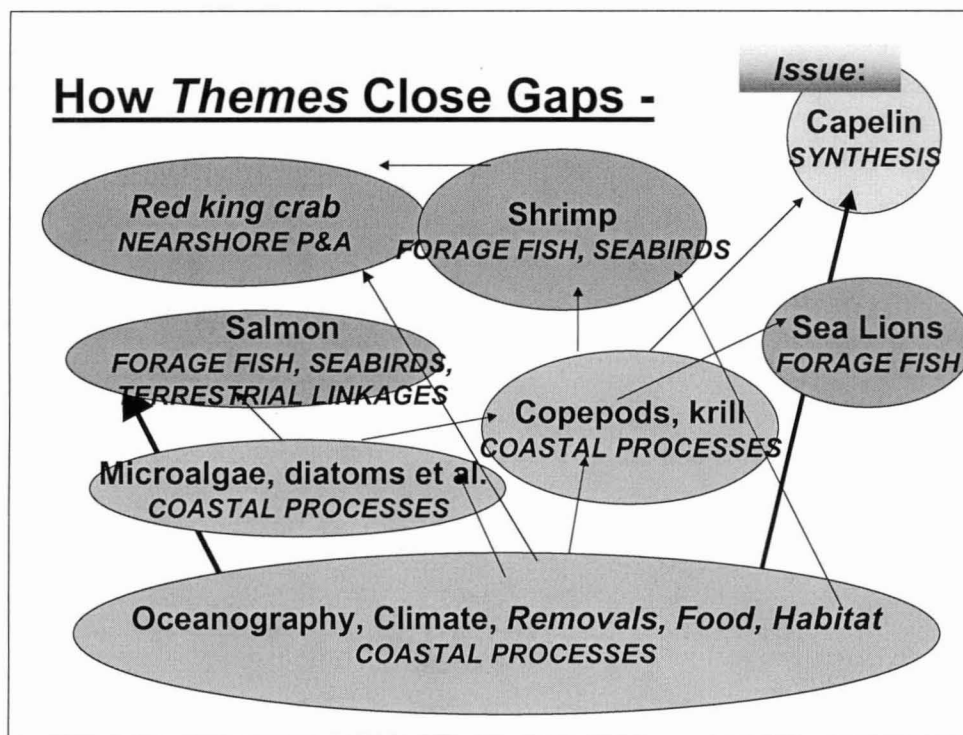 How Themes Close Gaps -
Issue:
Capelin
SYNTHESIS
Red king crab
NEARSHORE P&A
Shrimp
FORAGE FISH, SEABIRDS
Salmon
FORAGE FISH, SEABIRDS,
TERRESTRIAL LINKAGES
Sea Lions
FORAGE FISH
Copepods, krill
COASTAL PROCESSES
Microalgae, diatoms et al.
COASTAL PROCESSES
Oceanography, Climate, Removals, Food, Habitat
COASTAL PROCESSES